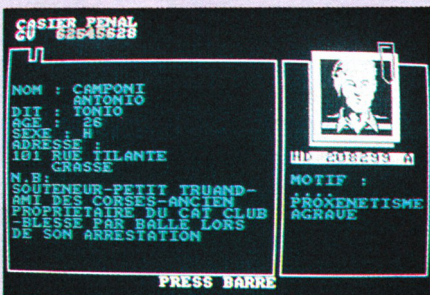 CASIER PENAL
CV 62545628
NOM : CAMPONI
ANTONIO
DIT : TONIO
AGE : 26
SEXE : H
ADRESSE :
101 RUE TILANTE
GRASSE
N.B:
SOUTENEUR-PETIT TRUAND-
AMI DES CORSES-ANCIEN
PROPRIETAIRE DU CAT CLUB
-BLESSE PAR BALLE LORS
DE SON ARRESTATION
MOTIF :
....
PROXENETISME
AGRAVE
PRESS BARRE